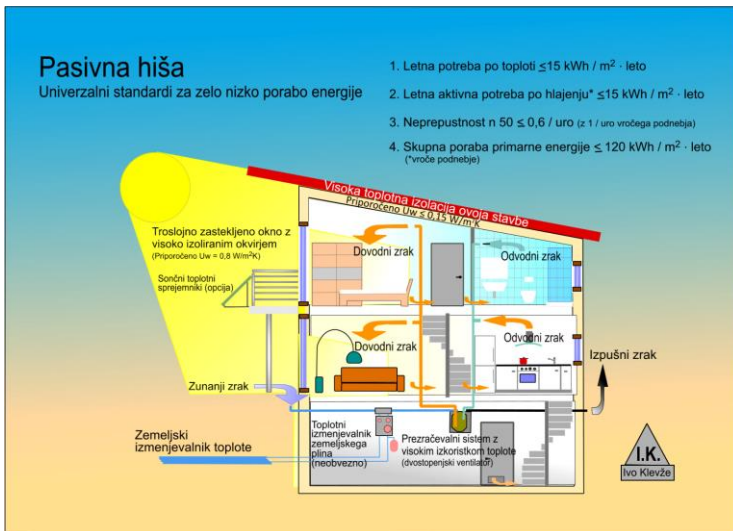 Pasivna hiša
Univerzalni standardi za zelo nizko porabo energije
1. Letna potreba po toploti ≤15 kWh / m² · leto
2. Letna aktivna potreba po hlajenju* ≤15 kWh / m² · leto
3. Neprepustnost n 50 ≤ 0,6 / uro (z 1 / uro vročega podnebja)
4. Skupna poraba primarne energije ≤ 120 kWh / m² · leto
(*vroče podnebje)
Visoka toplotna izolacija ovoja stavbe
Priporočeno Uw ≤ 0,15 W/m²k
Troslojno zastekljeno okno z
visoko izoliranim okvirjem
(Priporočeno Uw = 0,8 W/m²K)
Sončni toplotni
sprejemniki (opcija)
Dovodni zrak
Odvodni zrak
Dovodni zrak
Odvodni zrak
Izpušni zrak
Zunanji zrak
Zemeljski
izmenjevalnik toplote
Toplotni
izmenjevalnik
zemeljskega
plina
(neobvezno)
Prezračevalni sistem z
visokim izkoristkom toplote
(dvostopenjski ventilator)
I.K.
Ivo Klevže